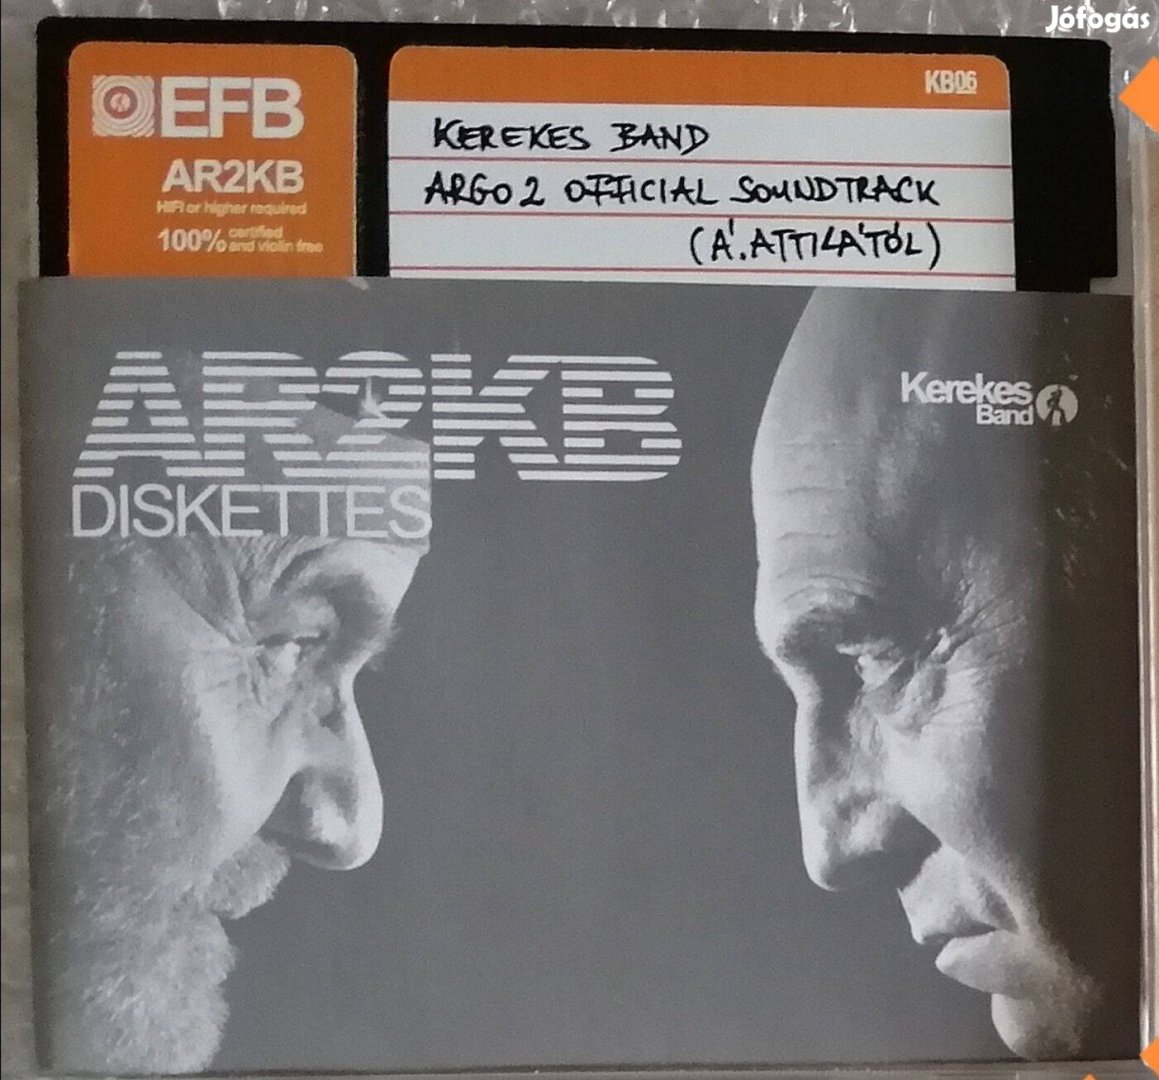 Jófogás
EFB
AR2KB
HIFI or higher required
100% certified and violin free
KB06
KEREKES BAND
ARGO 2 OFFICIAL SOUNDTRACK
(Á. ATTILÁTÓL)
AR2KB
DISKETTES
Kerekes
Band